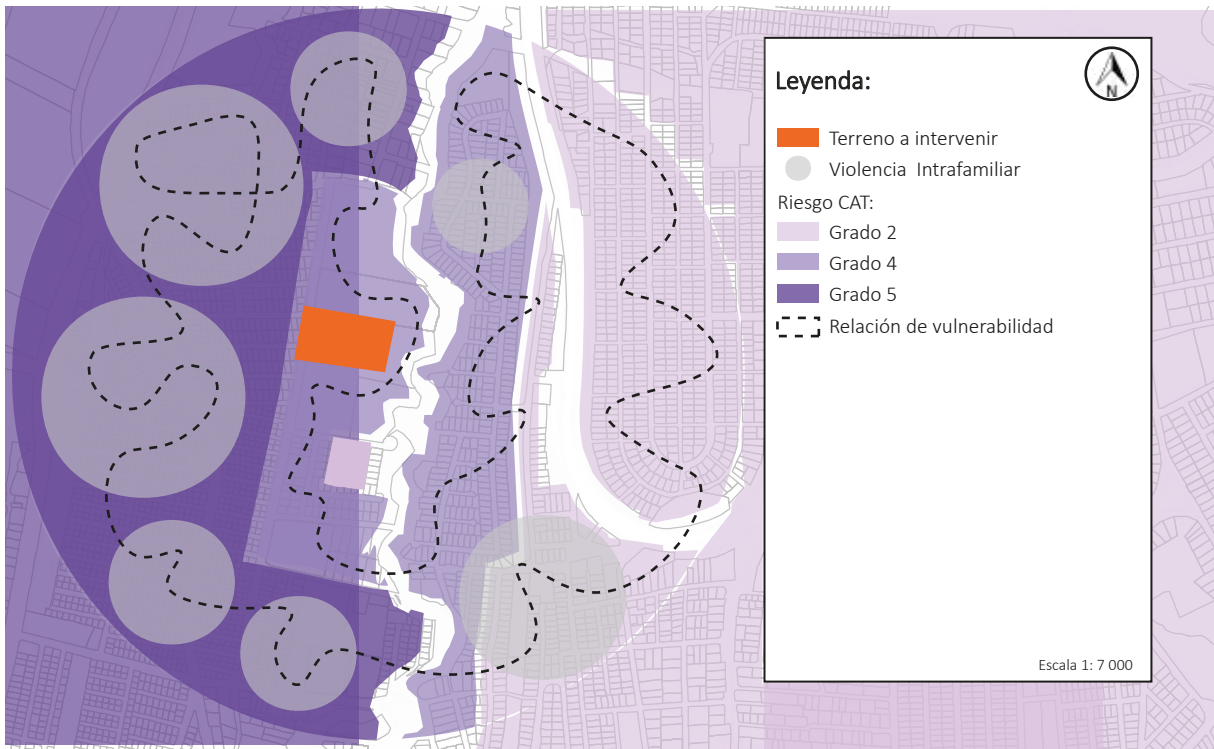 Leyenda:
N
Terreno a intervenir
Violencia Intrafamiliar
Riesgo CAT:
Grado 2
Grado 4
Grado 5
Relación de vulnerabilidad
Escala 1: 7 000